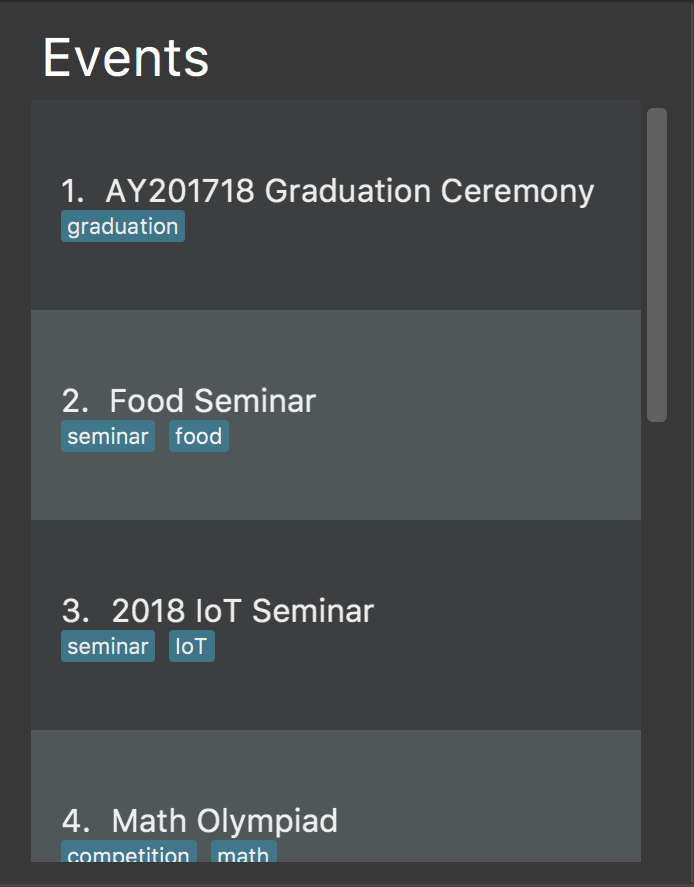 Events
1. AY201718 Graduation Ceremony
graduation
2. Food Seminar
seminar food
3. 2018 IoT Seminar
seminar IoT
4. Math Olympiad
competition math